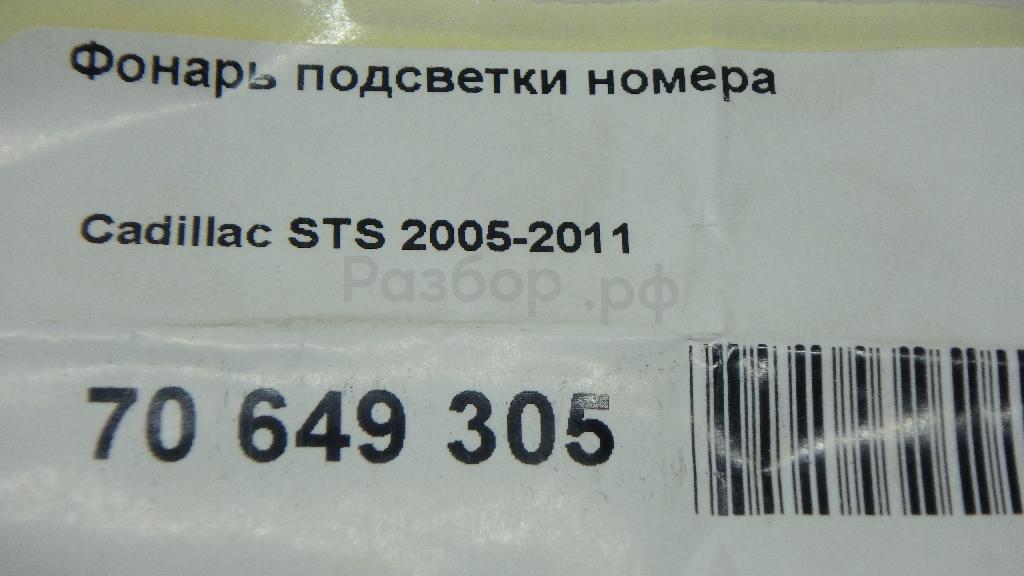 Фонарь подсветки номера
Cadillac STS 2005-2011
Разбор.рф
70 649 305